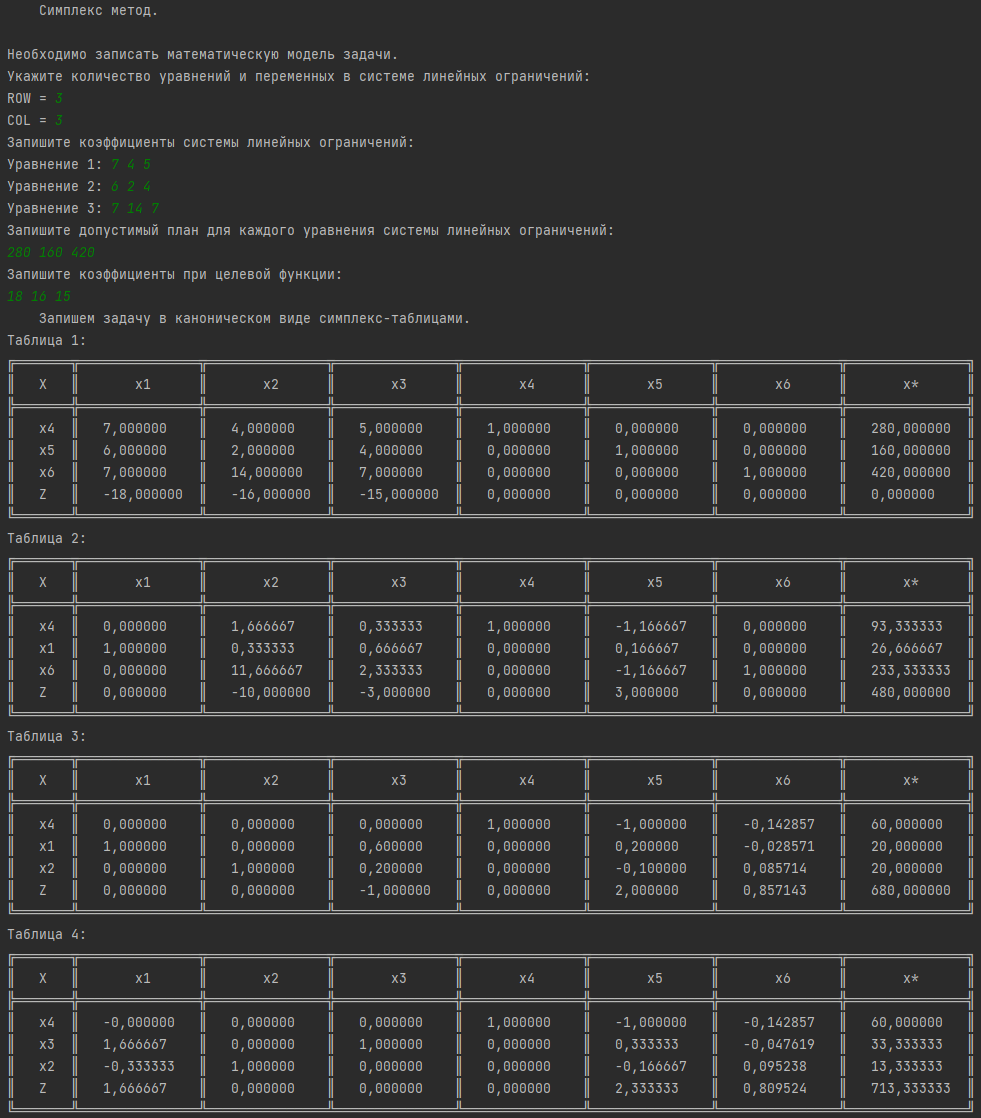 Симплекс метод.
Необходимо записать математическую модель задачи.
Укажите количество уравнений и переменных в системе линейных ограничений:
ROW = 3
COL = 3
Запишите коэффициенты системы линейных ограничений:
Уравнение 1: 7 4 5
Уравнение 2: 6 2 4
Уравнение 3: 7 14 7
Запишите допустимый план для каждого уравнения системы линейных ограничений:
280 160 420
Запишите коэффициенты при целевой функции:
18 16 15
Запишем задачу в каноническом виде симплекс-таблицами.
Таблица 1:
X x1 x2 x3 x4 x5 x6 x*
x4 7,000000 4,000000 5,000000 1,000000 0,000000 0,000000 280,000000
x5 6,000000 2,000000 4,000000 0,000000 1,000000 0,000000 160,000000
x6 7,000000 14,000000 7,000000 0,000000 0,000000 1,000000 420,000000
Z -18,000000 -16,000000 -15,000000 0,000000 0,000000 0,000000 0,000000
Таблица 2:
X x1 x2 x3 x4 x5 x6 x*
x4 0,000000 1,666667 0,333333 1,000000 -1,166667 0,000000 93,333333
x1 1,000000 0,333333 0,666667 0,000000 0,166667 0,000000 26,666667
x6 0,000000 11,666667 2,333333 0,000000 -1,166667 1,000000 233,333333
Z 0,000000 -10,000000 -3,000000 0,000000 3,000000 0,000000 480,000000
Таблица 3:
X x1 x2 x3 x4 x5 x6 x*
x4 0,000000 0,000000 0,000000 1,000000 -1,000000 -0,142857 60,000000
x1 1,000000 0,000000 0,600000 0,000000 0,200000 -0,028571 20,000000
x2 0,000000 1,000000 0,200000 0,000000 -0,100000 0,085714 20,000000
Z 0,000000 0,000000 -1,000000 0,000000 2,000000 0,857143 680,000000
Таблица 4:
X x1 x2 x3 x4 x5 x6 x*
x4 -0,000000 0,000000 0,000000 1,000000 -1,000000 -0,142857 60,000000
x3 1,666667 0,000000 1,000000 0,000000 0,333333 -0,047619 33,333333
x2 -0,333333 1,000000 0,000000 0,000000 -0,166667 0,095238 13,333333
Z 1,666667 0,000000 0,000000 0,000000 2,333333 0,809524 713,333333